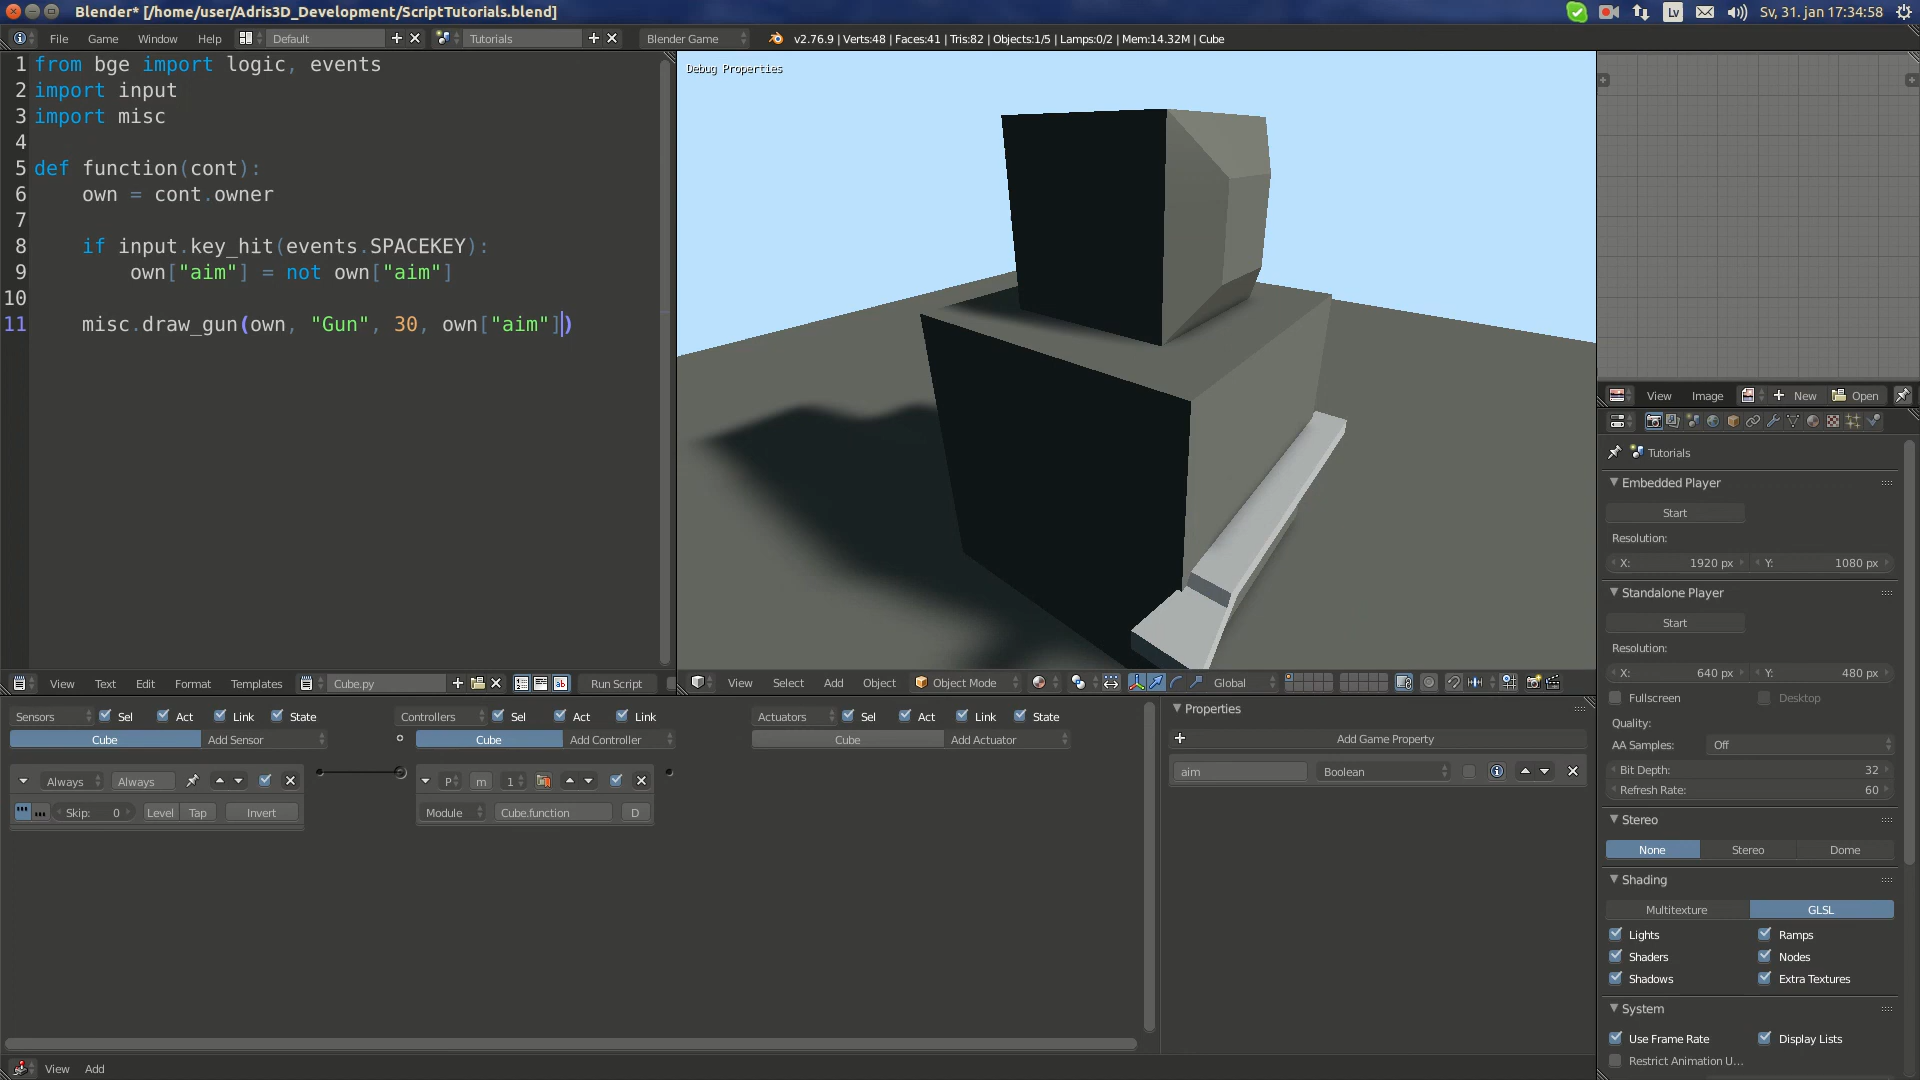 Blender* [/home/user/Adris3D_Development/ScriptTutorials.blend]
Lv Sv, 31. jan 17:34:58
File Game Window Help Default Tutorials Blender Game v2.76.9 | Verts:48 | Faces:41 | Tris:82 | Objects:1/5 | Lamps:0/2 | Mem:14.32M | Cube
1 from bge import logic, events
2 import input
3 import misc
4
5 def function(cont):
6 own = cont.owner
7
8 if input.key_hit(events.SPACEKEY):
9 own["aim"] = not own["aim"]
10
11 misc.draw_gun(own, "Gun", 30, own["aim"])
Debug Properties
View Image New Open
Tutorials
Embedded Player
Start
Resolution:
X: 1920 px Y: 1080 px
Standalone Player
Start
Resolution:
X: 640 px Y: 480 px
Fullscreen Desktop
Quality:
AA Samples: Off
Bit Depth: 32
Refresh Rate: 60
Stereo
None Stereo Dome
Shading
Multitexture GLSL
Lights Ramps
Shaders Nodes
Shadows Extra Textures
System
Use Frame Rate Display Lists
Restrict Animation U...
View Text Edit Format Templates Cube.py Run Script
View Select Add Object Object Mode Global
Sensors Sel Act Link State Controllers Sel Act Link Actuators Sel Act Link State
Cube Add Sensor Cube Add Controller Cube Add Actuator
Always Always P m 1
Skip: 0 Level Tap Invert Module Cube.function D
Properties
Add Game Property
aim Boolean
View Add